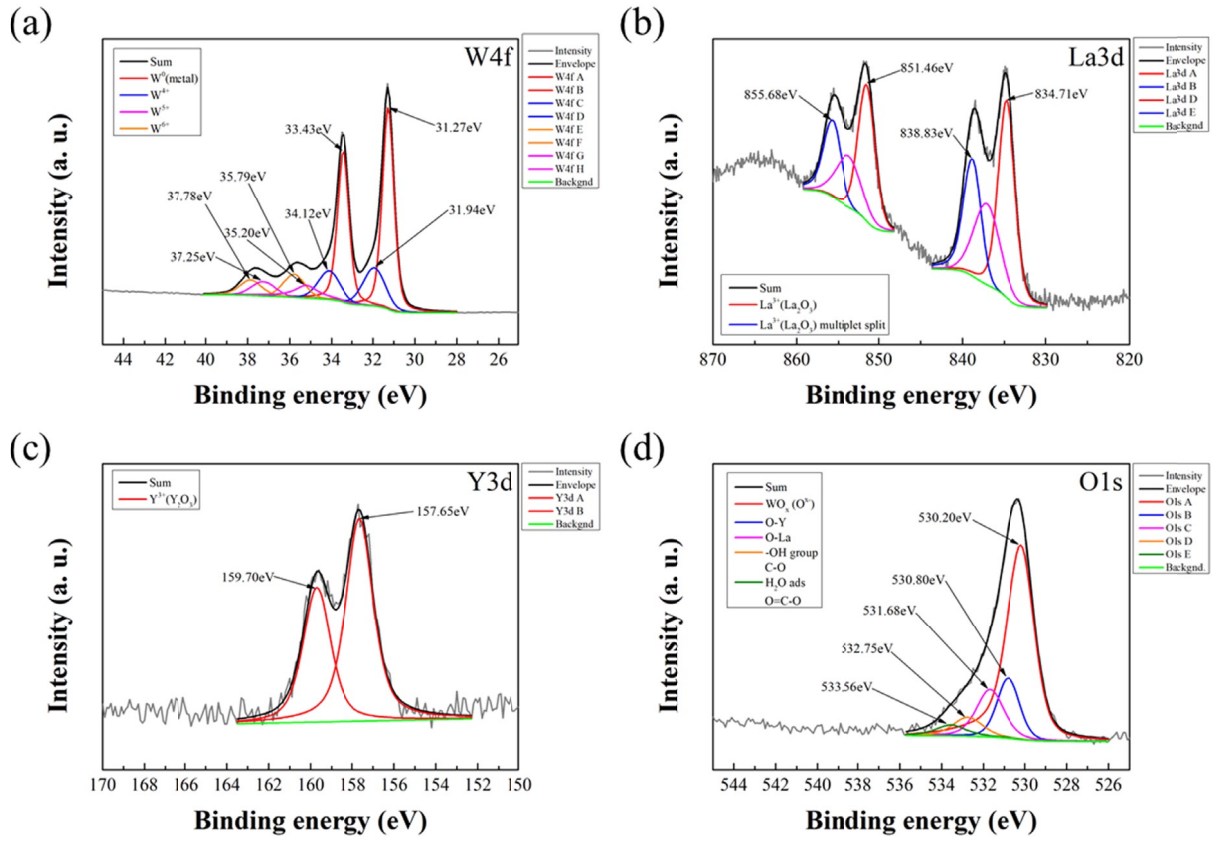 (a)
W4f
Sum
W⁰(metal)
W⁴⁺
W⁵⁺
W⁶⁺
Intensity
Envelope
W4f A
W4f B
W4f C
W4f D
W4f E
W4f F
W4f G
W4f H
Backgnd
33.43eV
31.27eV
35.79eV
37.78eV
34.12eV
31.94eV
35.20eV
37.25eV
Intensity (a. u.)
44 42 40 38 36 34 32 30 28 26
Binding energy (eV)
(b)
La3d
Intensity
Envelope
La3d A
La3d B
La3d D
La3d E
Backgnd
851.46eV
855.68eV
834.71eV
838.83eV
Sum
La³⁺(La₂O₃)
La³⁺(La₂O₃) multiplet split
Intensity (a. u.)
870 860 850 840 830 820
Binding energy (eV)
(c)
Y3d
Sum
Y³⁺(Y₂O₃)
Intensity
Envelope
Y3d A
Y3d B
Backgnd
157.65eV
159.70eV
Intensity (a. u.)
170 168 166 164 162 160 158 156 154 152 150
Binding energy (eV)
(d)
O1s
Sum
WOₓ (Oˣ⁻)
O-Y
O-La
-OH group
C-O
H₂O ads
O=C-O
Intensity
Envelope
O1s A
O1s B
O1s C
O1s D
O1s E
Backgnd.
530.20eV
530.80eV
531.68eV
532.75eV
533.56eV
Intensity (a. u.)
544 542 540 538 536 534 532 530 528 526
Binding energy (eV)